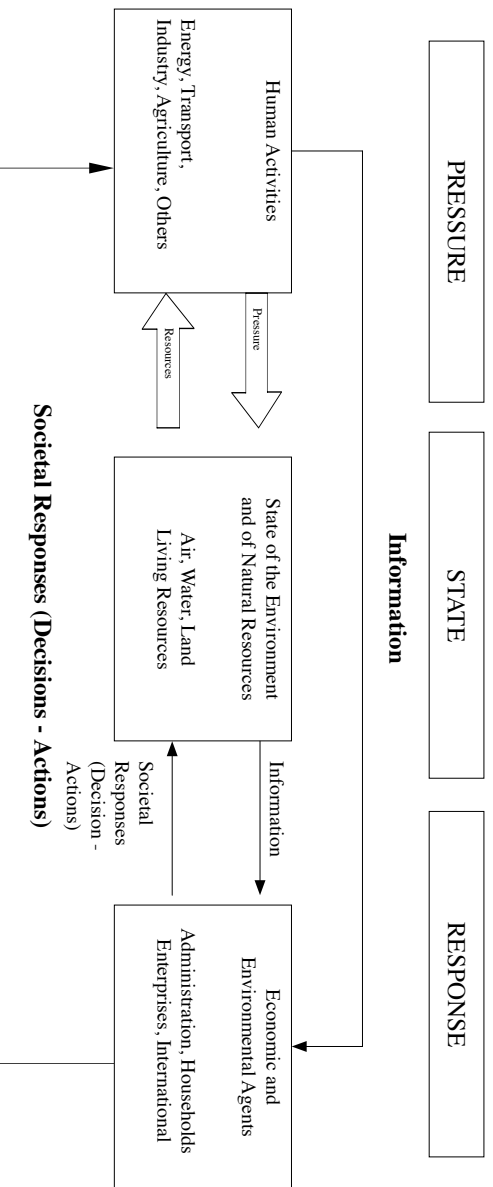 PRESSURE
STATE
RESPONSE
Information
Human Activities
Energy, Transport,
Industry, Agriculture, Others
Pressure
Resources
State of the Environment
and of Natural Resources
Air, Water, Land
Living Resources
Information
Societal
Responses
(Decision -
Actions)
Economic and
Environmental Agents
Administration, Households
Enterprises, International
Societal Responses (Decisions - Actions)